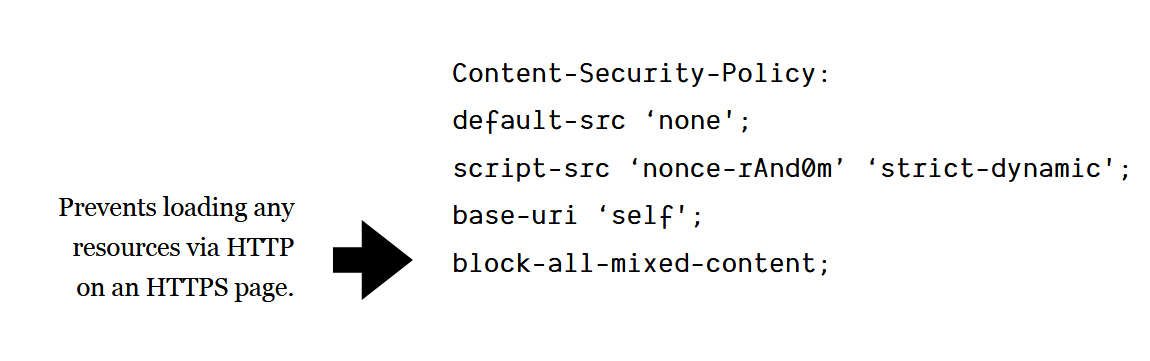 Content-Security-Policy:
default-src ‘none';
script-src ‘nonce-rAnd0m’ ‘strict-dynamic';
base-uri ‘self';
block-all-mixed-content;
Prevents loading any
resources via HTTP
on an HTTPS page.